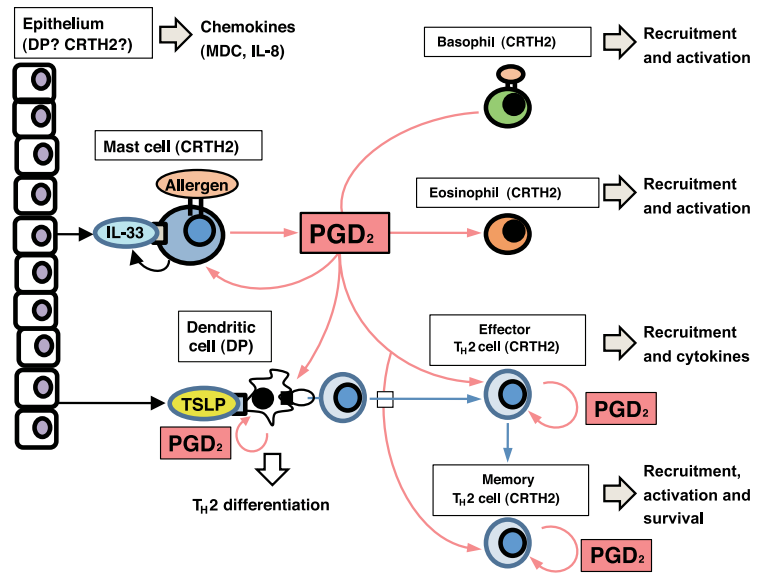 Epithelium
(DP? CRTH2?)
Chemokines
(MDC, IL-8)
Basophil (CRTH2)
Recruitment
and activation
Mast cell (CRTH2)
Allergen
IL-33
PGD₂
Eosinophil (CRTH2)
Recruitment
and activation
Dendritic
cell (DP)
Effector
TH2 cell (CRTH2)
Recruitment
and cytokines
TSLP
PGD₂
PGD₂
TH2 differentiation
Memory
TH2 cell (CRTH2)
Recruitment,
activation and
survival
PGD₂